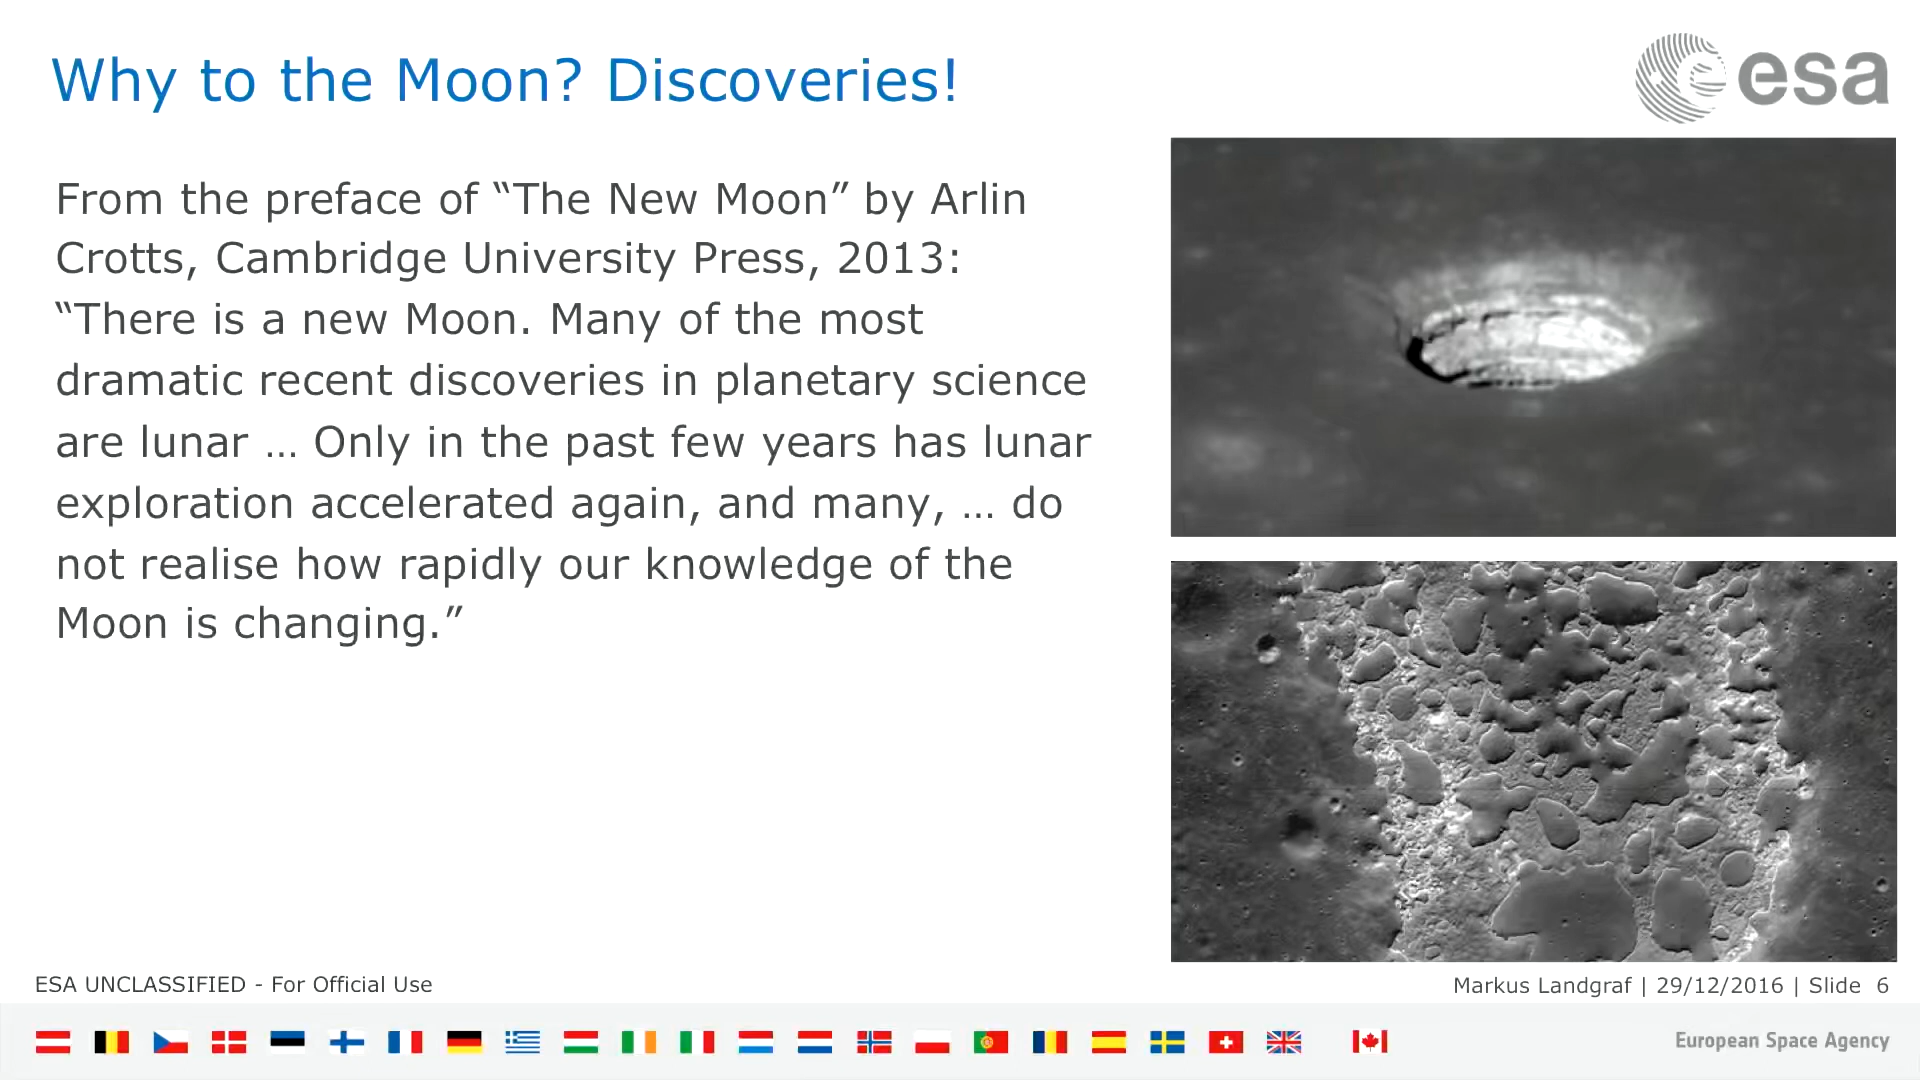 Why to the Moon? Discoveries!
esa
From the preface of “The New Moon” by Arlin
Crotts, Cambridge University Press, 2013:
“There is a new Moon. Many of the most
dramatic recent discoveries in planetary science
are lunar … Only in the past few years has lunar
exploration accelerated again, and many, … do
not realise how rapidly our knowledge of the
Moon is changing.”
ESA UNCLASSIFIED - For Official Use
Markus Landgraf | 29/12/2016 | Slide 6
European Space Agency